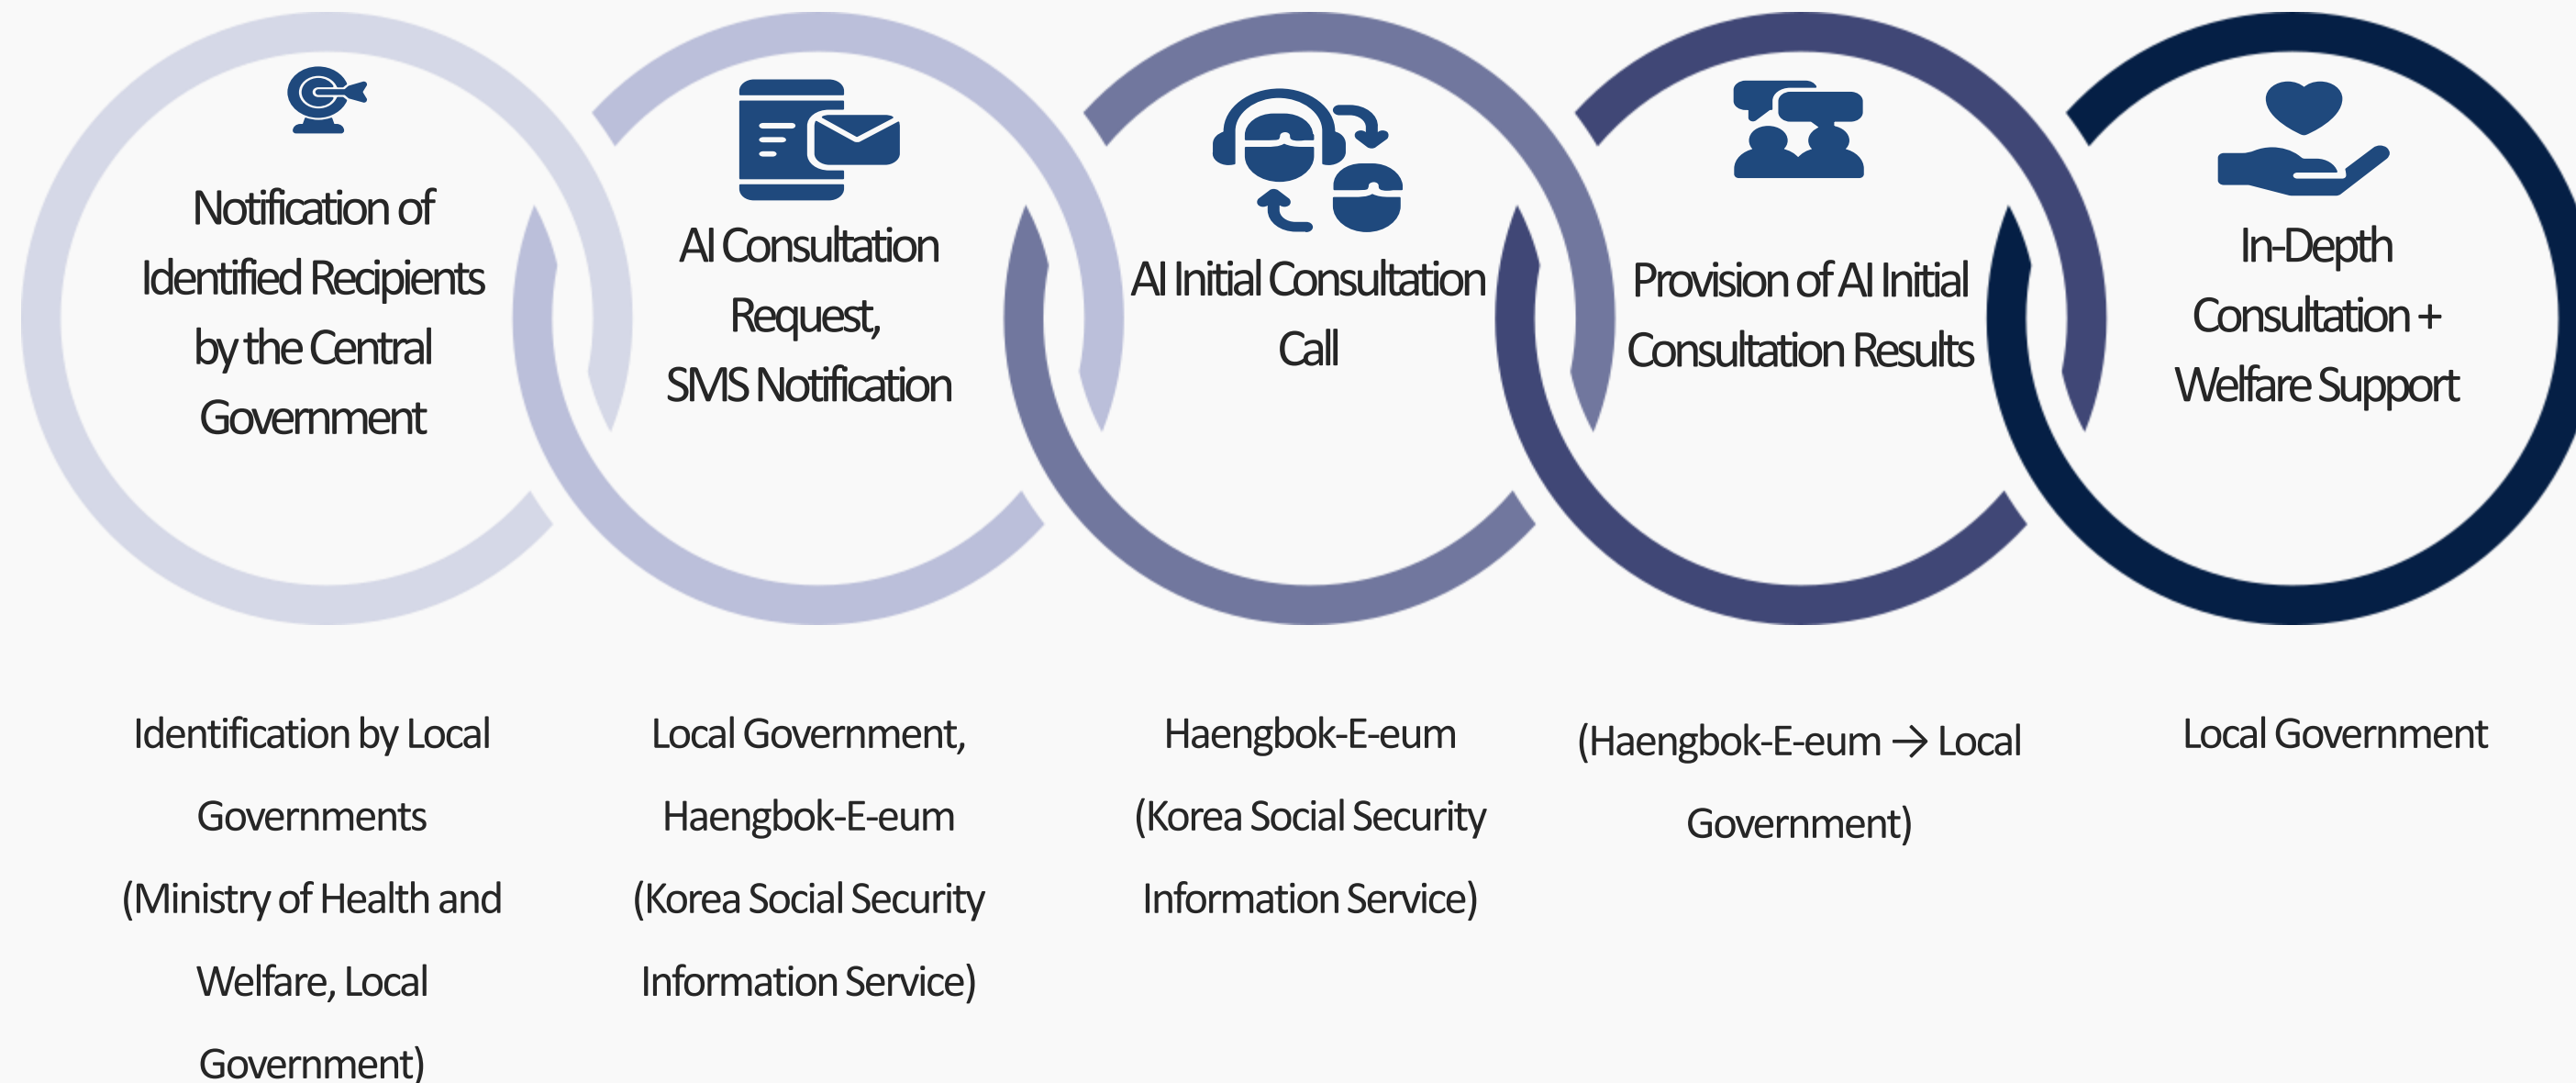 Notification of
Identified Recipients
by the Central
Government
AI Consultation
Request,
SMS Notification
AI Initial Consultation
Call
Provision of AI Initial
Consultation Results
In-Depth
Consultation +
Welfare Support
Identification by Local
Governments
(Ministry of Health and
Welfare, Local
Government)
Local Government,
Haengbok-E-eum
(Korea Social Security
Information Service)
Haengbok-E-eum
(Korea Social Security
Information Service)
(Haengbok-E-eum → Local
Government)
Local Government